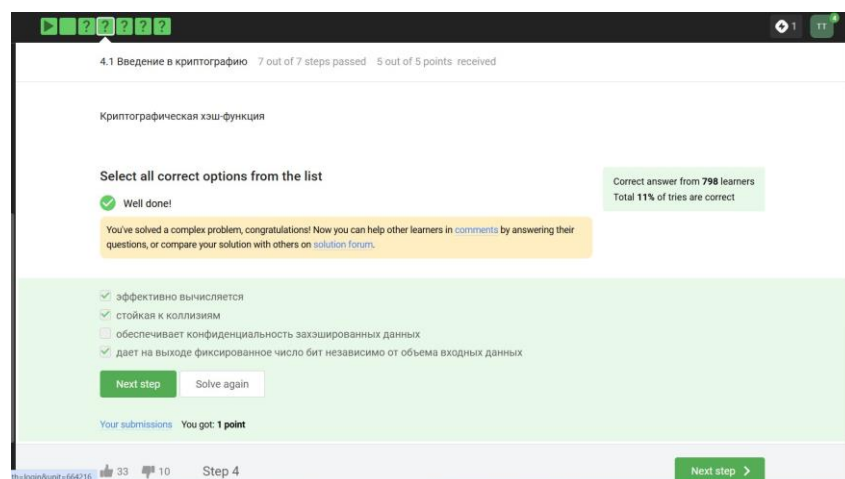 ? ? ? ? ?
1
TT
4
4.1 Введение в криптографию 7 out of 7 steps passed 5 out of 5 points received
Криптографическая хэш-функция
Select all correct options from the list
Well done!
You've solved a complex problem, congratulations! Now you can help other learners in comments by answering their
questions, or compare your solution with others on solution forum.
Correct answer from 798 learners
Total 11% of tries are correct
эффективно вычисляется
стойкая к коллизиям
обеспечивает конфиденциальность захэшированных данных
дает на выходе фиксированное число бит независимо от объема входных данных
Next step Solve again
Your submissions You got: 1 point
th=login&unit=664216 33 10 Step 4 Next step